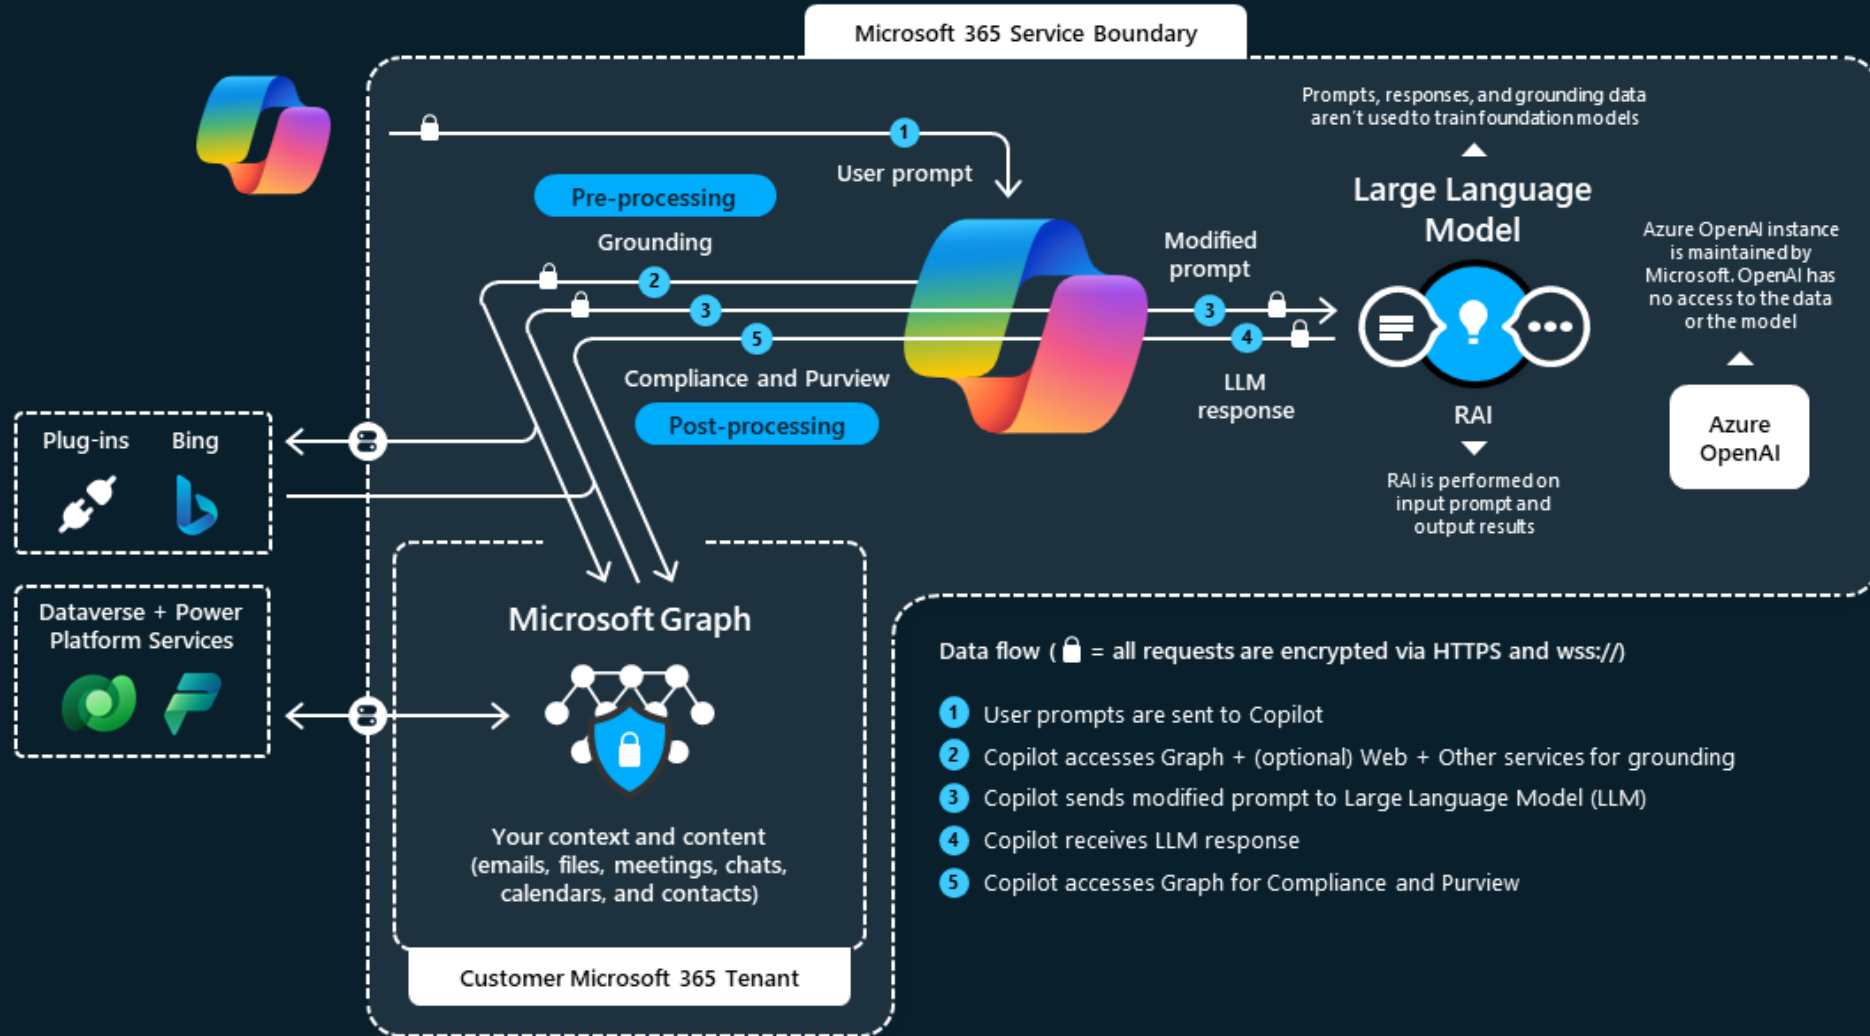 Microsoft 365 Service Boundary
Prompts, responses, and grounding data
aren't used to train foundation models
1
User prompt
Pre-processing
Grounding
2
3
5
Compliance and Purview
Post-processing
Modified
prompt
3
4
LLM
response
Large Language
Model
RAI
RAI is performed on
input prompt and
output results
Azure OpenAI instance
is maintained by
Microsoft. OpenAI has
no access to the data
or the model
Azure
OpenAI
Plug-ins
Bing
Dataverse + Power
Platform Services
Microsoft Graph
Your context and content
(emails, files, meetings, chats,
calendars, and contacts)
Customer Microsoft 365 Tenant
Data flow ( = all requests are encrypted via HTTPS and wss://)
1 User prompts are sent to Copilot
2 Copilot accesses Graph + (optional) Web + Other services for grounding
3 Copilot sends modified prompt to Large Language Model (LLM)
4 Copilot receives LLM response
5 Copilot accesses Graph for Compliance and Purview